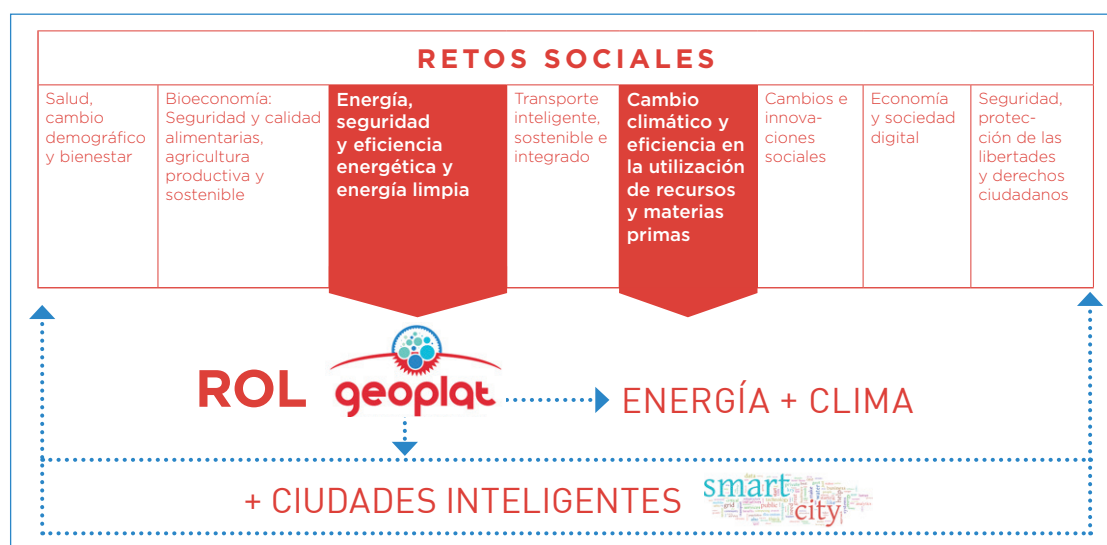 RETOS SOCIALES
Salud,
cambio
demográfico
y bienestar
Bioeconomía:
Seguridad y calidad
alimentarias,
agricultura
productiva y
sostenible
Energía,
seguridad
y eficiencia
energética y
energía limpia
Transporte
inteligente,
sostenible e
integrado
Cambio
climático y
eficiencia en
la utilización
de recursos
y materias
primas
Cambios e
innova-
ciones
sociales
Economía
y sociedad
digital
Seguridad,
protec-
ción de las
libertades
y derechos
ciudadanos
ROL
geoplat
ENERGÍA + CLIMA
+ CIUDADES INTELIGENTES
smart
city